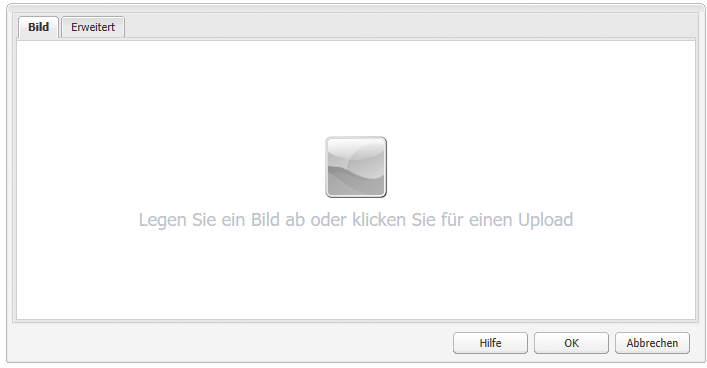 Bild
Erweitert
Legen Sie ein Bild ab oder klicken Sie für einen Upload
Hilfe
OK
Abbrechen